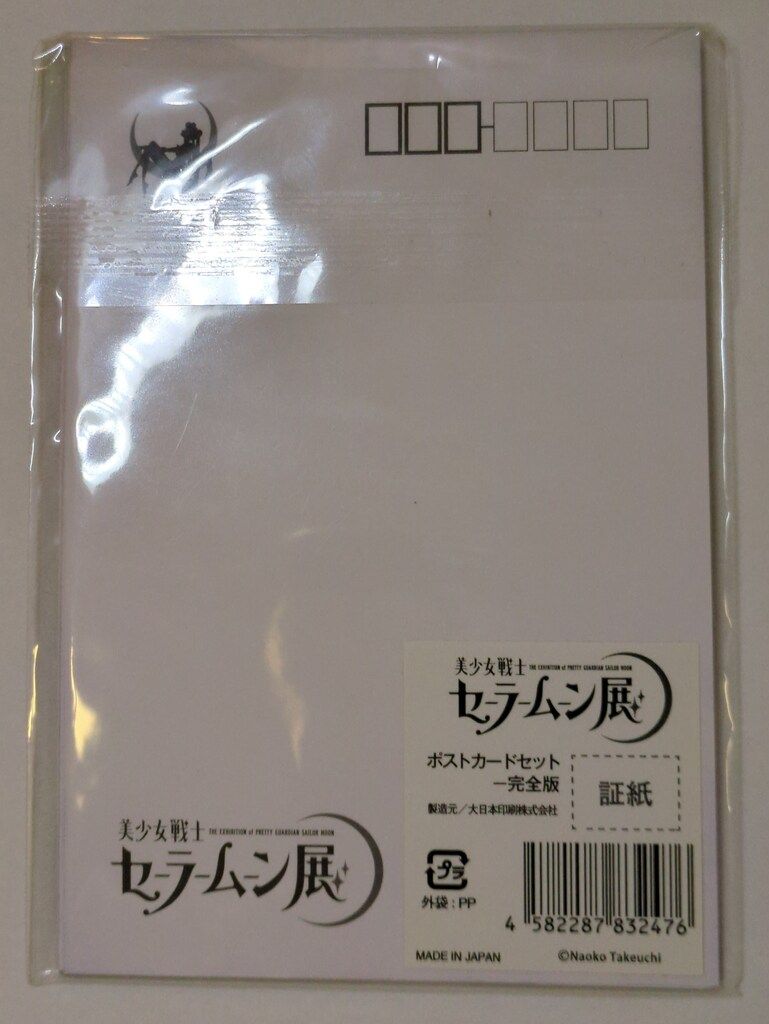 美少女戦士 THE EXHIBITION of PRETTY GUARDIAN SAILOR MOON
セーラームーン展
ポストカードセット
－完全版
証紙
製造元／大日本印刷株式会社
プラ
外袋：PP
4 582287 832476
MADE IN JAPAN ©Naoko Takeuchi
美少女戦士 THE EXHIBITION of PRETTY GUARDIAN SAILOR MOON
セーラームーン展